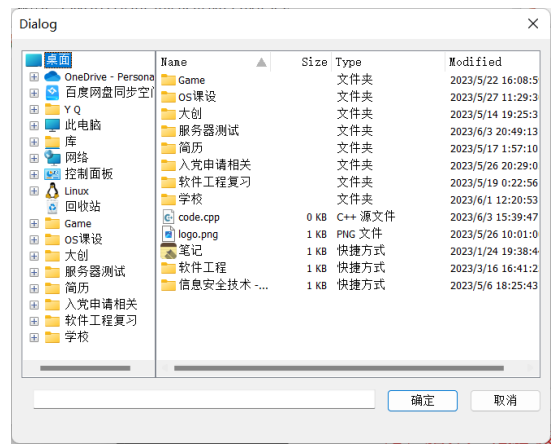 Dialog
桌面
OneDrive - Persona
百度网盘同步空间
Y Q
此电脑
库
网络
控制面板
Linux
回收站
Game
OS课设
大创
服务器测试
简历
入党申请相关
软件工程复习
学校
Name Size Type Modified
Game 文件夹 2023/5/22 16:08:5
OS课设 文件夹 2023/5/27 11:29:3
大创 文件夹 2023/5/14 19:25:3
服务器测试 文件夹 2023/6/3 20:49:13
简历 文件夹 2023/5/17 1:57:10
入党申请相关 文件夹 2023/5/26 20:29:0
软件工程复习 文件夹 2023/5/19 0:22:56
学校 文件夹 2023/6/1 12:20:53
code.cpp 0 KB C++ 源文件 2023/6/3 15:39:47
logo.png 1 KB PNG 文件 2023/5/26 10:01:0
笔记 1 KB 快捷方式 2023/1/24 19:38:4
软件工程 1 KB 快捷方式 2023/3/16 16:41:2
信息安全技术 -... 1 KB 快捷方式 2023/5/6 18:25:43
确定 取消